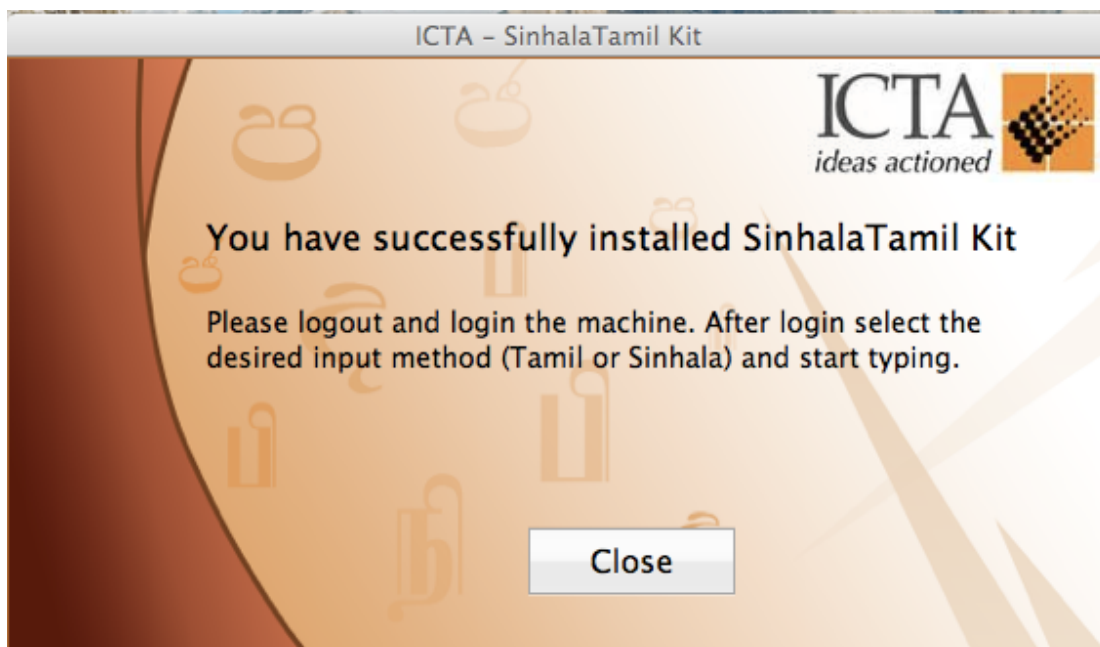 ICTA – SinhalaTamil Kit
ICTA
ideas actioned
You have successfully installed SinhalaTamil Kit
Please logout and login the machine. After login select the
desired input method (Tamil or Sinhala) and start typing.
Close